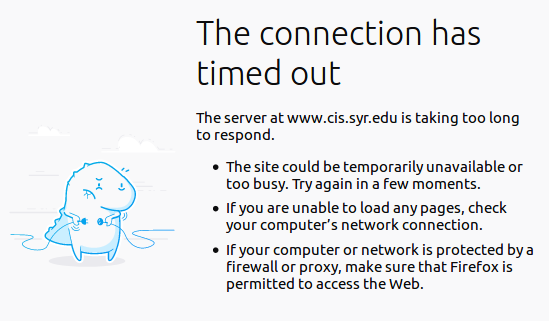 The connection has
timed out
The server at www.cis.syr.edu is taking too long
to respond.
• The site could be temporarily unavailable or
too busy. Try again in a few moments.
• If you are unable to load any pages, check
your computer’s network connection.
• If your computer or network is protected by a
firewall or proxy, make sure that Firefox is
permitted to access the Web.